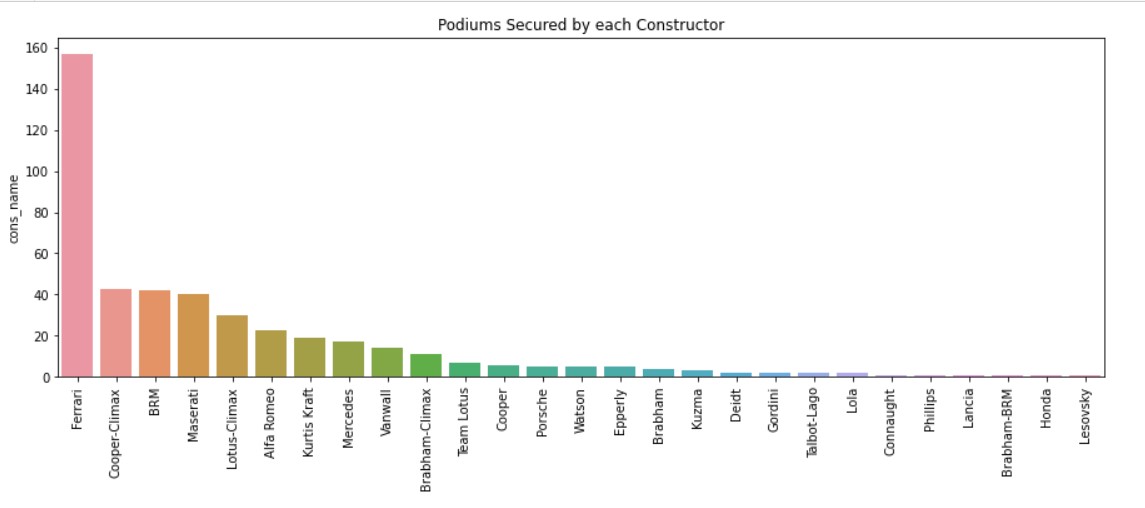 Podiums Secured by each Constructor
cons_name
160
140
120
100
80
60
40
20
0
Ferrari
Cooper-Climax
BRM
Maserati
Lotus-Climax
Alfa Romeo
Kurtis Kraft
Mercedes
Vanwall
Brabham-Climax
Team Lotus
Cooper
Porsche
Watson
Epperly
Brabham
Kuzma
Deidt
Gordini
Talbot-Lago
Lola
Connaught
Phillips
Lancia
Brabham-BRM
Honda
Lesovsky